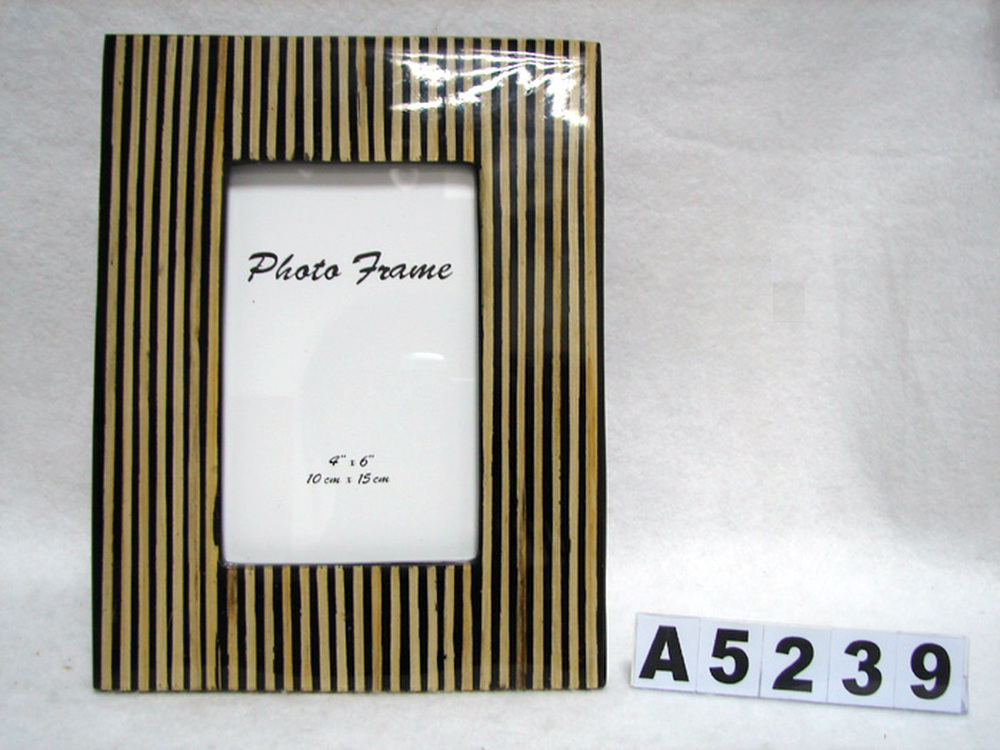 Photo Frame
4" x 6"
10 cm x 15 cm
A5239